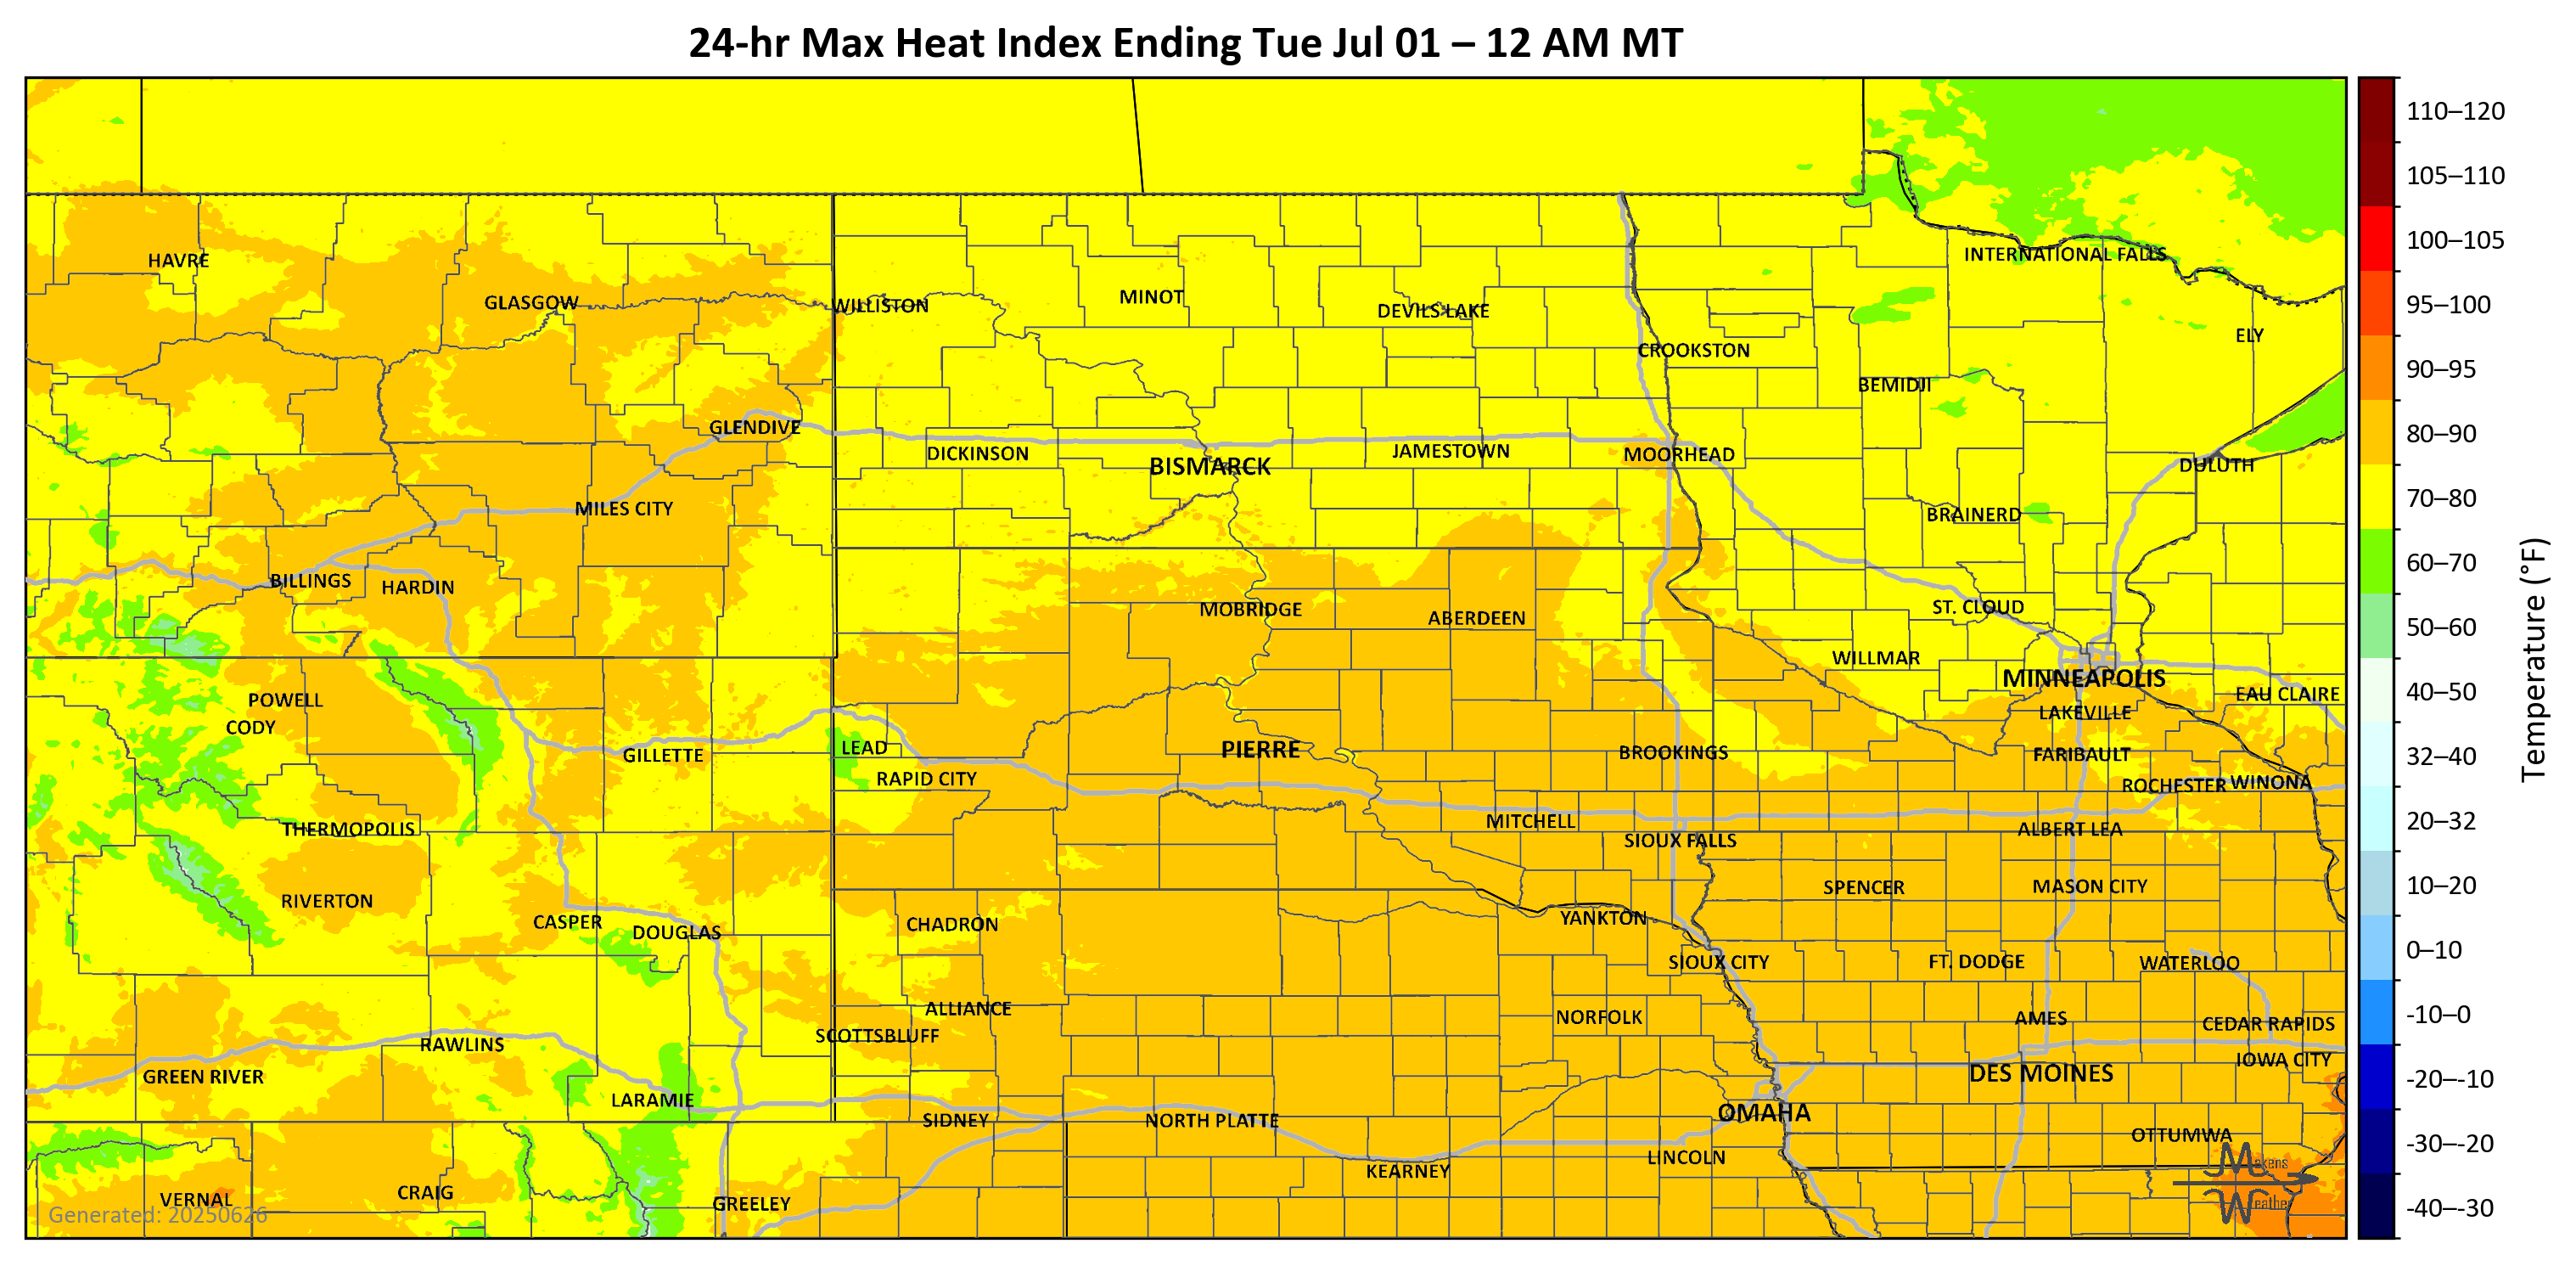 24-hr Max Heat Index Ending Tue Jul 01 – 12 AM MT
110–120
105–110
HAVRE
INTERNATIONAL FALLS
100–105
GLASGOW
WILLISTON
MINOT
DEVILS LAKE
95–100
ELY
CROOKSTON
BEMIDJI
90–95
GLENDIVE
DICKINSON
BISMARCK
JAMESTOWN
MOORHEAD
DULUTH
80–90
MILES CITY
BRAINERD
70–80
BILLINGS
HARDIN
60–70
MOBRIDGE
ABERDEEN
ST. CLOUD
50–60
WILLMAR
MINNEAPOLIS
EAU CLAIRE
40–50
POWELL
CODY
LAKEVILLE
GILLETTE
LEAD
RAPID CITY
PIERRE
BROOKINGS
FARIBAULT
32–40
ROCHESTER
WINONA
Temperature (°F)
THERMOPOLIS
MITCHELL
SIOUX FALLS
ALBERT LEA
20–32
RIVERTON
SPENCER
MASON CITY
10–20
CASPER
DOUGLAS
CHADRON
YANKTON
SIOUX CITY
FT. DODGE
WATERLOO
0–10
ALLIANCE
SCOTTSBLUFF
NORFOLK
AMES
CEDAR RAPIDS
-10–0
RAWLINS
GREEN RIVER
IOWA CITY
DES MOINES
-20–-10
LARAMIE
SIDNEY
NORTH PLATTE
OMAHA
OTTUMWA
-30–-20
KEARNEY
LINCOLN
Makens
Weather
VERNAL
CRAIG
GREELEY
-40–-30
Generated: 20250626